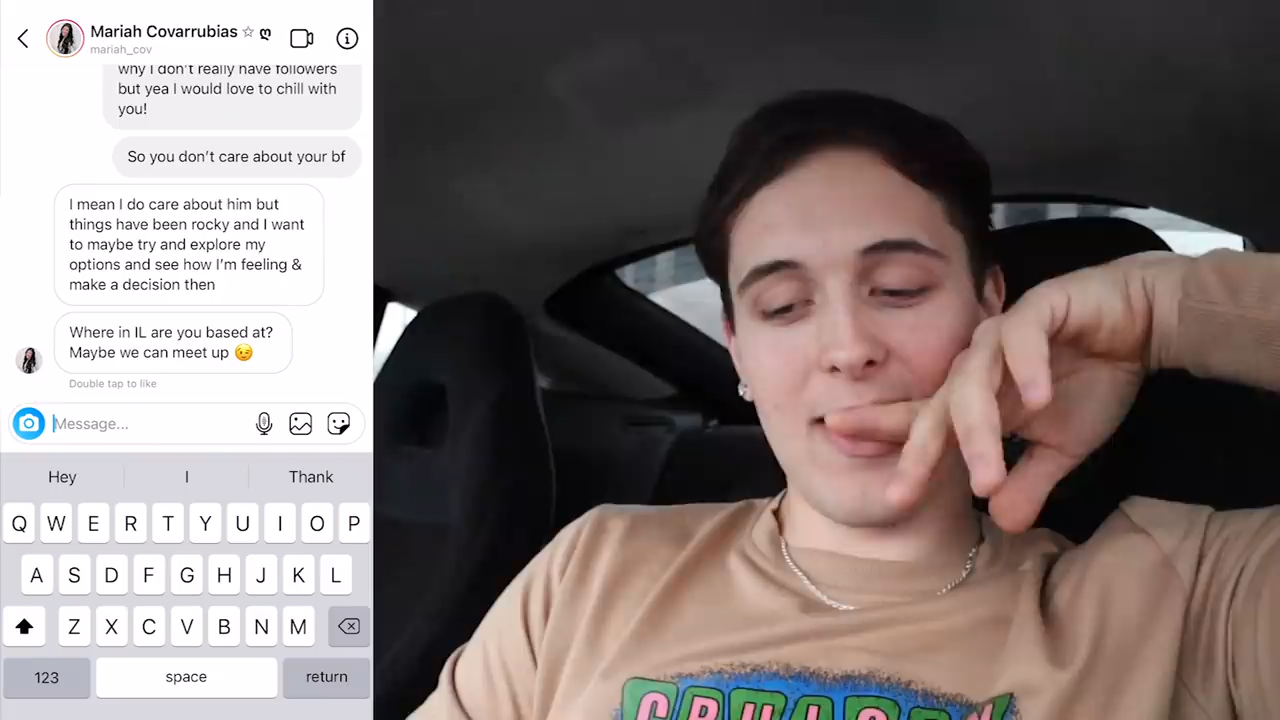 Mariah Covarrubias ☆ ღ
mariah_cov
why I don't really have followers
but yea I would love to chill with
you!
So you don't care about your bf
I mean I do care about him but
things have been rocky and I want
to maybe try and explore my
options and see how I'm feeling &
make a decision then
Where in IL are you based at?
Maybe we can meet up 😉
Double tap to like
Message...
Hey I Thank
Q W E R T Y U I O P
A S D F G H J K L
Z X C V B N M
123 space return